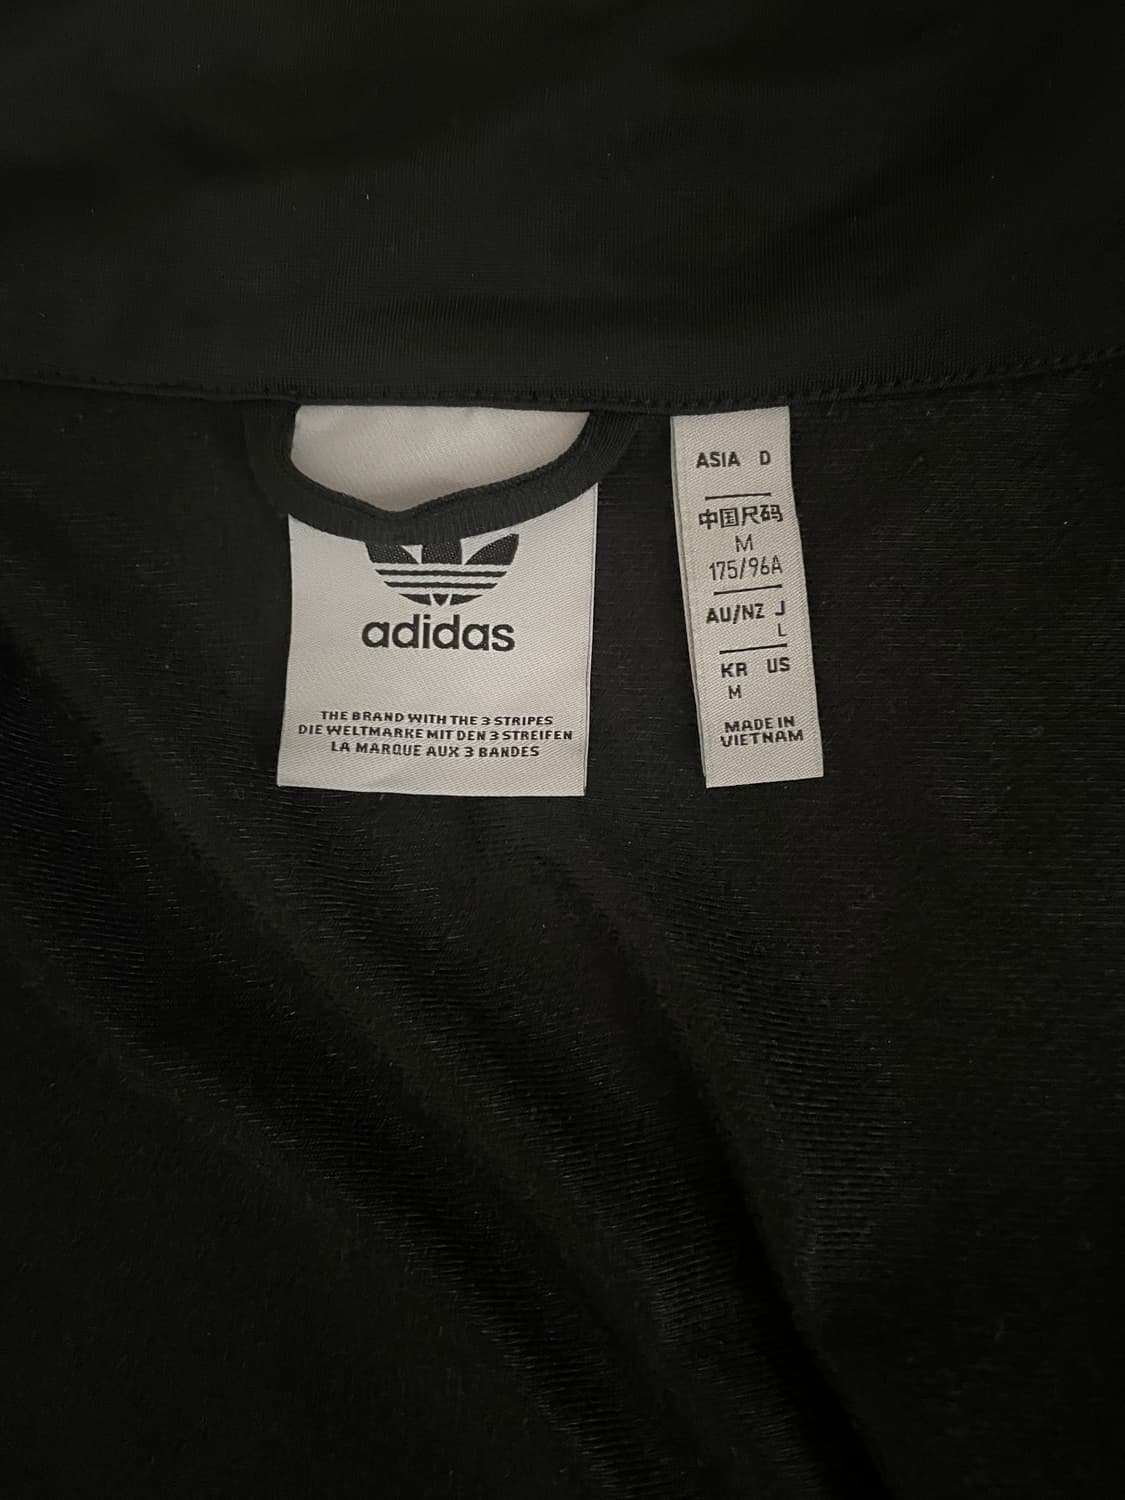 adidas
THE BRAND WITH THE 3 STRIPES
DIE WELTMARKE MIT DEN 3 STREIFEN
LA MARQUE AUX 3 BANDES
ASIA D
中国尺码
M
175/96A
AU/NZ J
L
KR US
M
MADE IN
VIETNAM